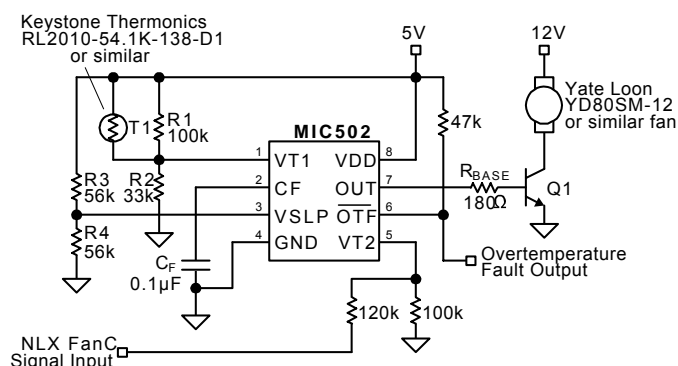 Keystone Thermonics
RL2010-54.1K-138-D1
or similar
5V
12V
Yate Loon
YD80SM-12
or similar fan
T1
R1
100k
47k
MIC502
1
VT1
VDD
8
R3
56k
R2
33k
2
CF
OUT
7
RBASE
180Ω
Q1
3
VSLP
OTF
6
R4
56k
4
GND
VT2
5
Overtemperature
Fault Output
CF
0.1µF
120k
100k
NLX FanC
Signal Input